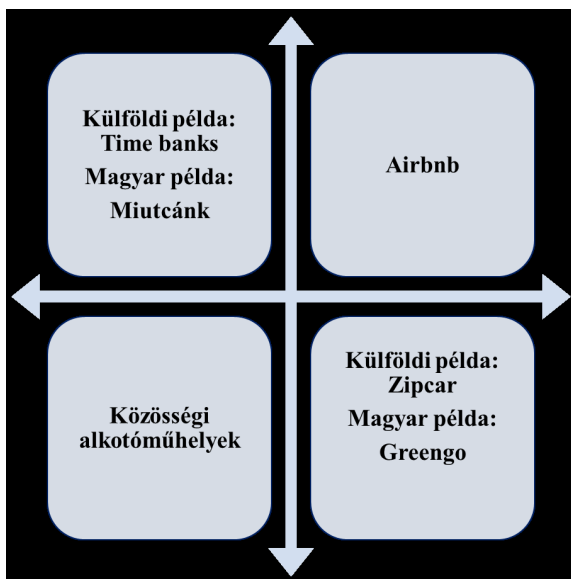 Külföldi példa:
Time banks
Magyar példa:
Miutcánk
Airbnb
Közösségi
alkotóműhelyek
Külföldi példa:
Zipcar
Magyar példa:
Greengo